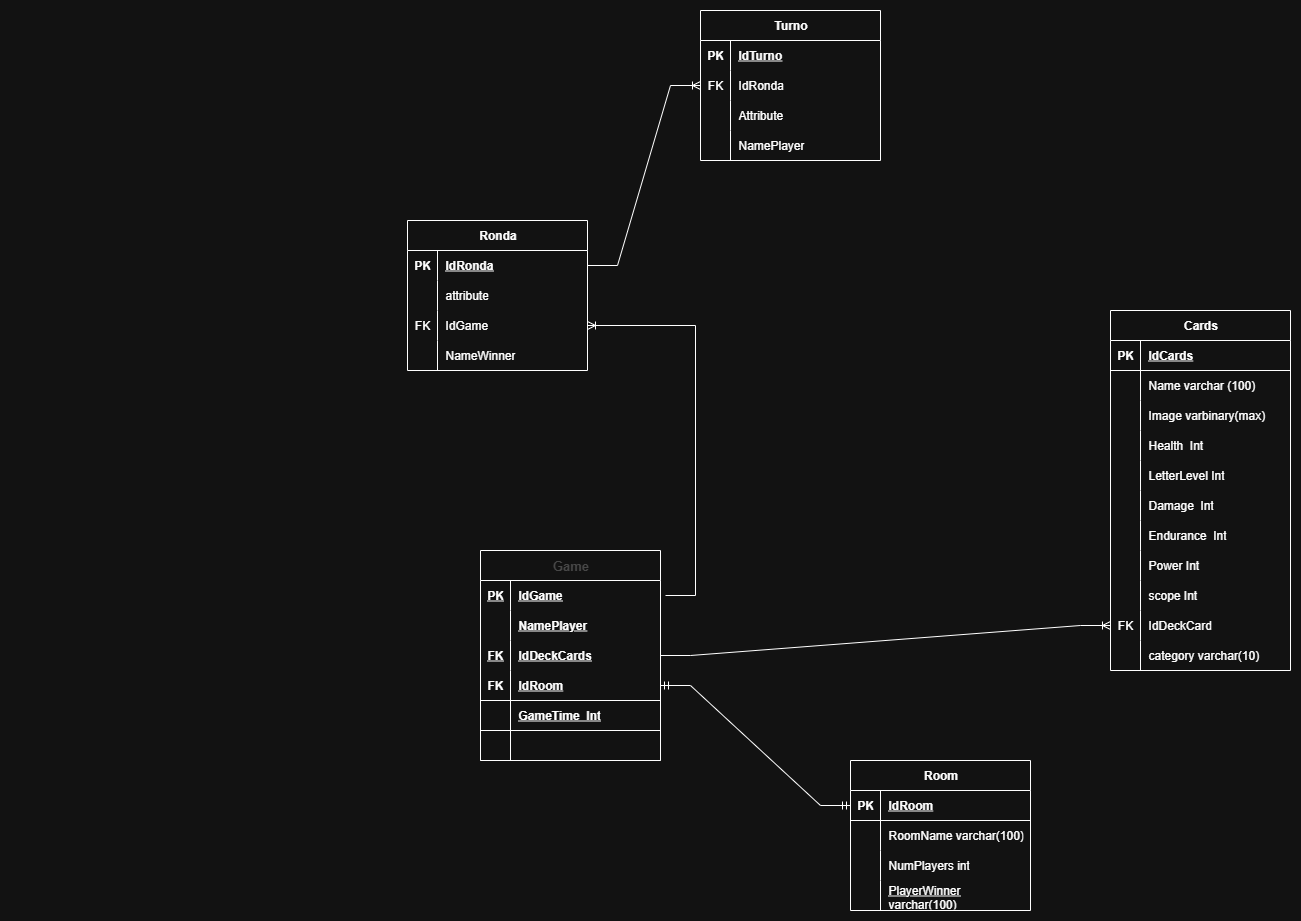 Turno
PK IdTurno
FK IdRonda
Attribute
NamePlayer
Ronda
PK IdRonda
attribute
FK IdGame
NameWinner
Cards
PK IdCards
Name varchar (100)
Image varbinary(max)
Health  Int
LetterLevel Int
Damage  Int
Endurance  Int
Power Int
scope Int
FK IdDeckCard
category varchar(10)
Game
PK IdGame
NamePlayer
FK IdDeckCards
FK IdRoom
GameTime  Int
Room
PK IdRoom
RoomName varchar(100)
NumPlayers int
PlayerWinner
varchar(100)